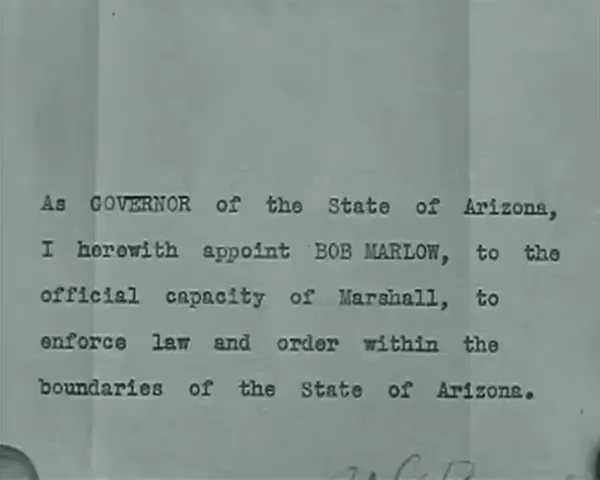 As GOVERNOR of the State of Arizona,
I herewith appoint BOB MARLOW, to the
official capacity of Marshall, to
enforce law and order within the
boundaries of the State of Arizona.